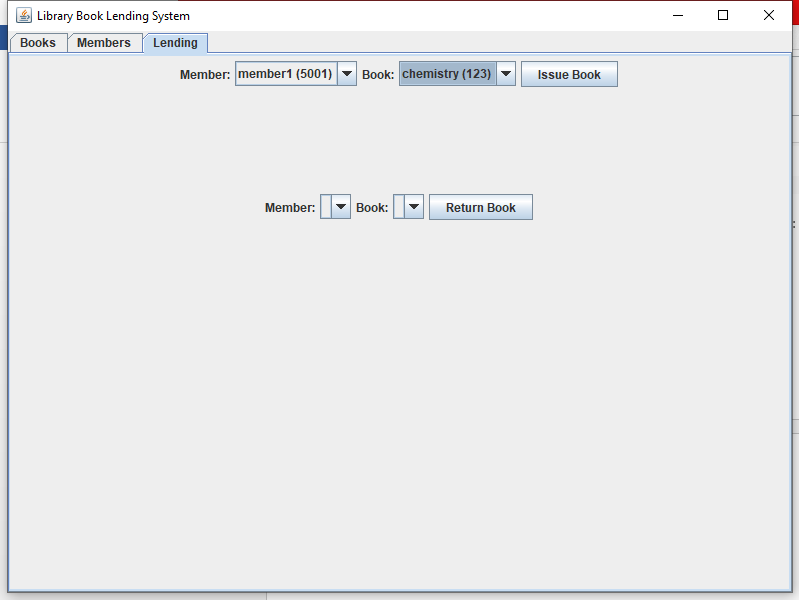 Library Book Lending System
Books Members Lending
Member: member1 (5001) Book: chemistry (123) Issue Book
Member: Book: Return Book